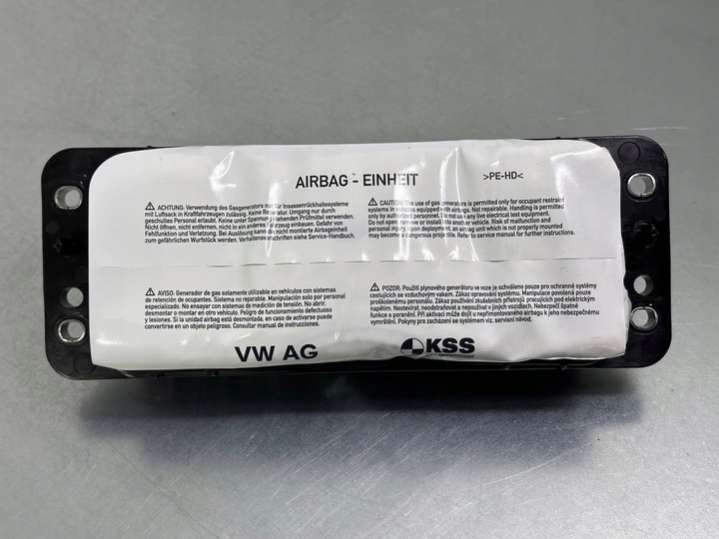 AIRBAG - EINHEIT >PE-HD<
ACHTUNG: Verwendung des Gasgenerators nur für Insassenrückhaltesysteme
mit Luftsack in Kraftfahrzeugen zulässig. Keine Reparatur. Umgang nur durch
geschultes Personal erlaubt. Keine unter Spannung stehenden Prüfmittel verwenden.
Nicht öffnen, nicht entfernen, nicht in ein anderes Fahrzeug einbauen. Gefahr von
Fehlfunktion und Verletzung. Bei Auslösung kann die nicht montierte Airbageinheit
zum gefährlichen Wurfstück werden. Verhaltensvorschriften siehe Service-Handbuch.
CAUTION: The use of gas generators is permitted only for occupant restraint
systems in vehicles equipped with airbags. Not reparable. Handling is permitted
only for authorised personnel. Do not use any live electrical test equipment.
Do not open, remove or install in another vehicle. Risk of malfunction and
personal injury. Upon deployment, an airbag unit which is not properly mounted
may become a dangerous projectile. Refer to service manual for further instructions.
AVISO: Generador de gas solamente utilizable en vehículos con sistemas
de retención de ocupantes. Sistema no reparable. Manipulación solo por personal
especializado. No ensayar con sistemas de medición de tensión. No abrir,
desmontar o montar en otro vehículo. Peligro de funcionamiento defectuoso
y lesiones. Si la unidad airbag está desmontada, en caso de activarse puede
convertirse en un objeto peligroso. Consultar manual de instrucciones.
POZOR: Použití plynového generátoru ve voze je schváleno pouze pro ochranné systémy
cestujících se vzduchovým vakem. Zákaz opravování systému. Manipulace povolená pouze
proškolenému personálu. Zákaz používání zkušebních přístrojů pracujících pod elektrickým
napětím. Neotevírat, neodstraňovat a neinstalovat do jiných vozidlech. Nebezpečí špatné
funkce a poranění. Při aktivaci může dojít u nepřimontovaného airbagu k jeho nebezpečnému
vymrštění. Pokyny pro zacházení se systémem viz. servisní návod.
VW AG KSS